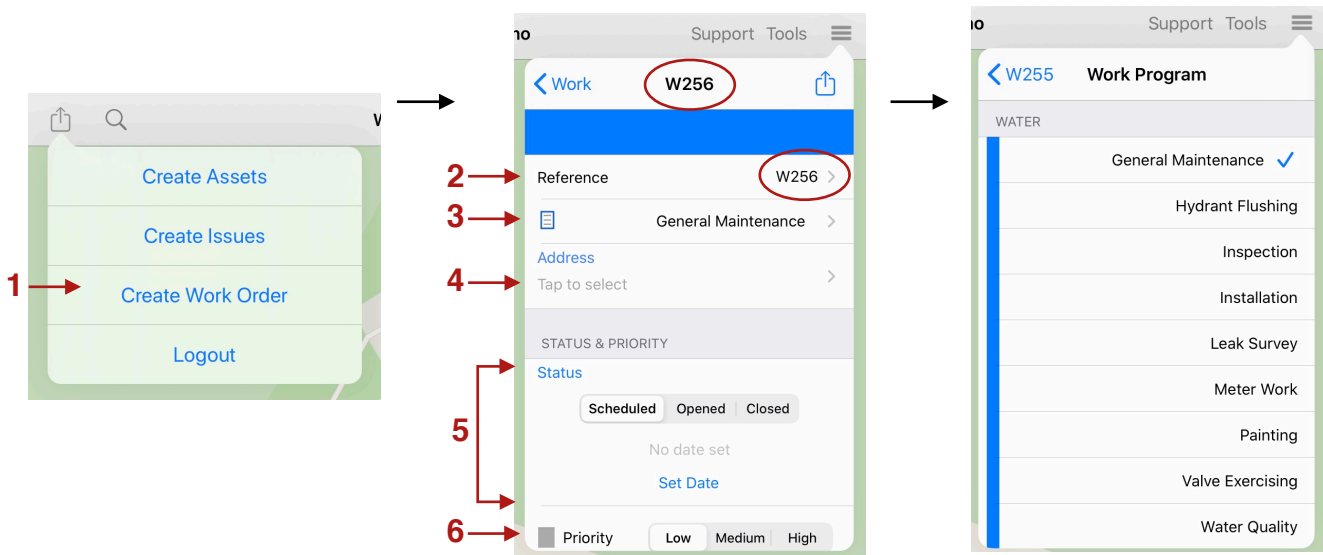 Create Assets
Create Issues
1
Create Work Order
Logout
no Support Tools
Work W256
2 Reference W256
3 General Maintenance
Address
4 Tap to select
STATUS & PRIORITY
Status
Scheduled Opened Closed
5
No date set
Set Date
6 Priority Low Medium High
Support Tools
W255 Work Program
WATER
General Maintenance
Hydrant Flushing
Inspection
Installation
Leak Survey
Meter Work
Painting
Valve Exercising
Water Quality